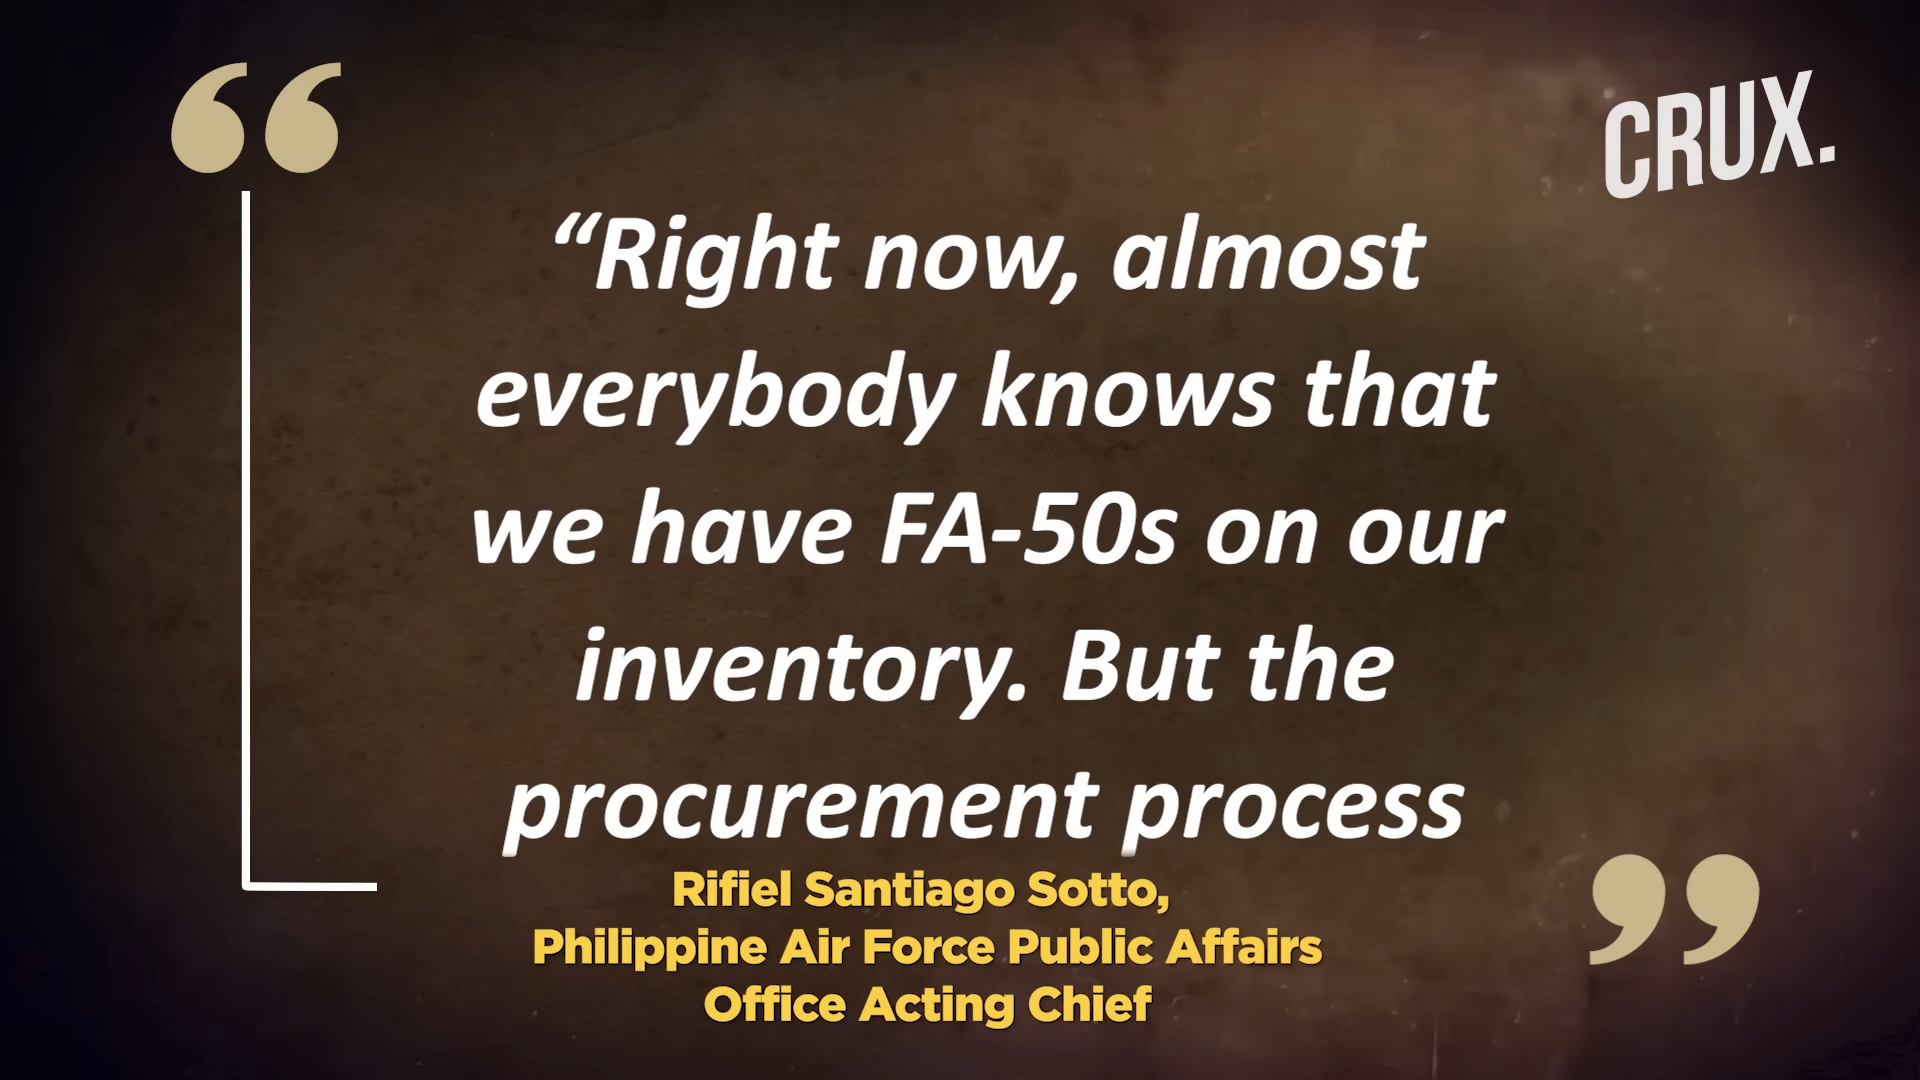 CRUX.
“Right now, almost
everybody knows that
we have FA-50s on our
inventory. But the
procurement process
Rifiel Santiago Sotto,
Philippine Air Force Public Affairs
Office Acting Chief